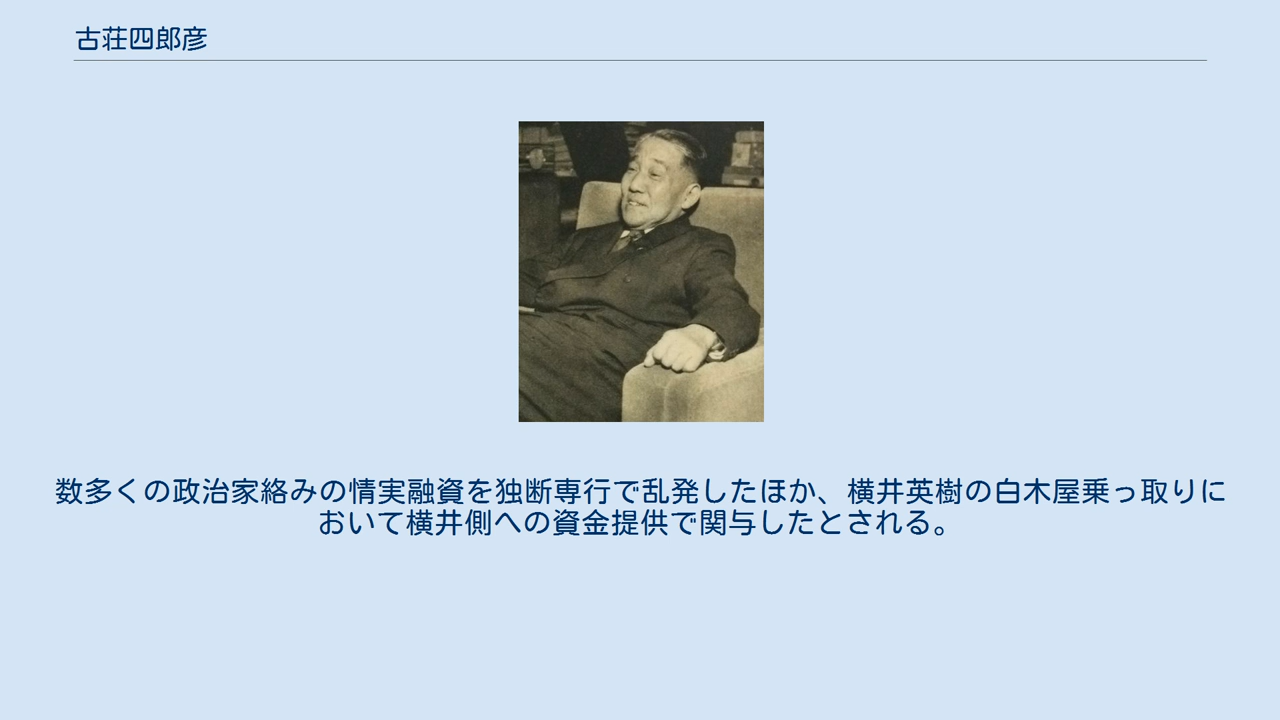 古荘四郎彦
数多くの政治家絡みの情実融資を独断専行で乱発したほか、横井英樹の白木屋乗っ取りに
おいて横井側への資金提供で関与したとされる。